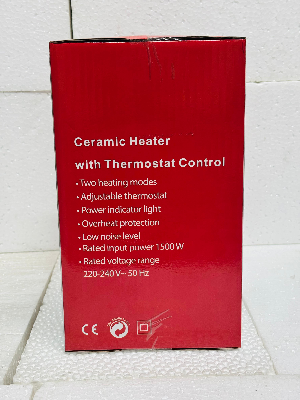 Ceramic Heater
with Thermostat Control
• Two heating modes
• Adjustable thermostat
• Power indicator light
• Overheat protection
• Low noise level
• Rated input power 1500 W
• Rated voltage range
220-240 V~ 50 Hz
CE